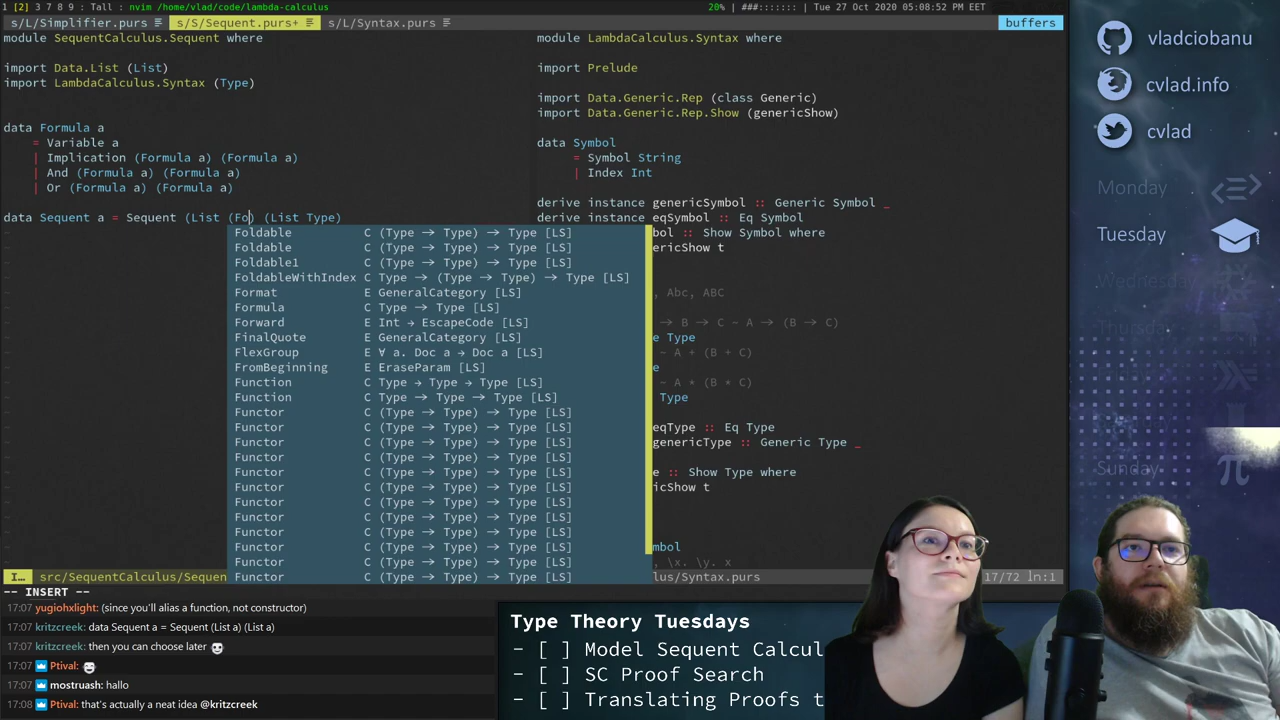 1 [2] 3 7 8 9 : Tall : nvim /home/vlad/code/lambda-calculus
20% | ###::::::: | Tue 27 Oct 2020 05:08:52 PM EET
s/L/Simplifier.purs s/S/Sequent.purs+ s/L/Syntax.purs buffers
module SequentCalculus.Sequent where
import Data.List (List)
import LambdaCalculus.Syntax (Type)
data Formula a
= Variable a
| Implication (Formula a) (Formula a)
| And (Formula a) (Formula a)
| Or (Formula a) (Formula a)
data Sequent a = Sequent (List (Fo) (List Type)
Foldable C (Type → Type) → Type [LS]
Foldable C (Type → Type) → Type [LS]
Foldable1 C (Type → Type) → Type [LS]
FoldableWithIndex C Type → (Type → Type) → Type [LS]
Format E GeneralCategory [LS]
Formula C Type → Type [LS]
Forward E Int → EscapeCode [LS]
FinalQuote E GeneralCategory [LS]
FlexGroup E ∀ a. Doc a → Doc a [LS]
FromBeginning E EraseParam [LS]
Function C Type → Type → Type [LS]
Function C Type → Type → Type [LS]
Functor C (Type → Type) → Type [LS]
Functor C (Type → Type) → Type [LS]
Functor C (Type → Type) → Type [LS]
Functor C (Type → Type) → Type [LS]
Functor C (Type → Type) → Type [LS]
Functor C (Type → Type) → Type [LS]
Functor C (Type → Type) → Type [LS]
Functor C (Type → Type) → Type [LS]
Functor C (Type → Type) → Type [LS]
Functor C (Type → Type) → Type [LS]
Functor C (Type → Type) → Type [LS]
Functor C (Type → Type) → Type [LS]
module LambdaCalculus.Syntax where
import Prelude
import Data.Generic.Rep (class Generic)
import Data.Generic.Rep.Show (genericShow)
data Symbol
= Symbol String
| Index Int
derive instance genericSymbol :: Generic Symbol _
derive instance eqSymbol :: Eq Symbol
bol :: Show Symbol where
ericShow t
, Abc, ABC
→ B → C ~ A → (B → C)
e Type
~ A + (B + C)
e
~ A * (B * C)
Type
eqType :: Eq Type
genericType :: Generic Type _
e :: Show Type where
icShow t
mbol
, \x. \y. x
I… src/SequentCalculus/Sequen
lus/Syntax.purs 17/72 ln:1
-- INSERT --
17:07 yugiohxlight: (since you'll alias a function, not constructor)
17:07 kritzcreek: data Sequent a = Sequent (List a) (List a)
17:07 kritzcreek: then you can choose later
17:07 Ptival:
17:07 mostruash: hallo
17:08 Ptival: that's actually a neat idea @kritzcreek
Type Theory Tuesdays
- [ ] Model Sequent Calcul
- [ ] SC Proof Search
- [ ] Translating Proofs t
vladciobanu
cvlad.info
cvlad
Monday
Tuesday
Wednesday
Thursday
Sunday